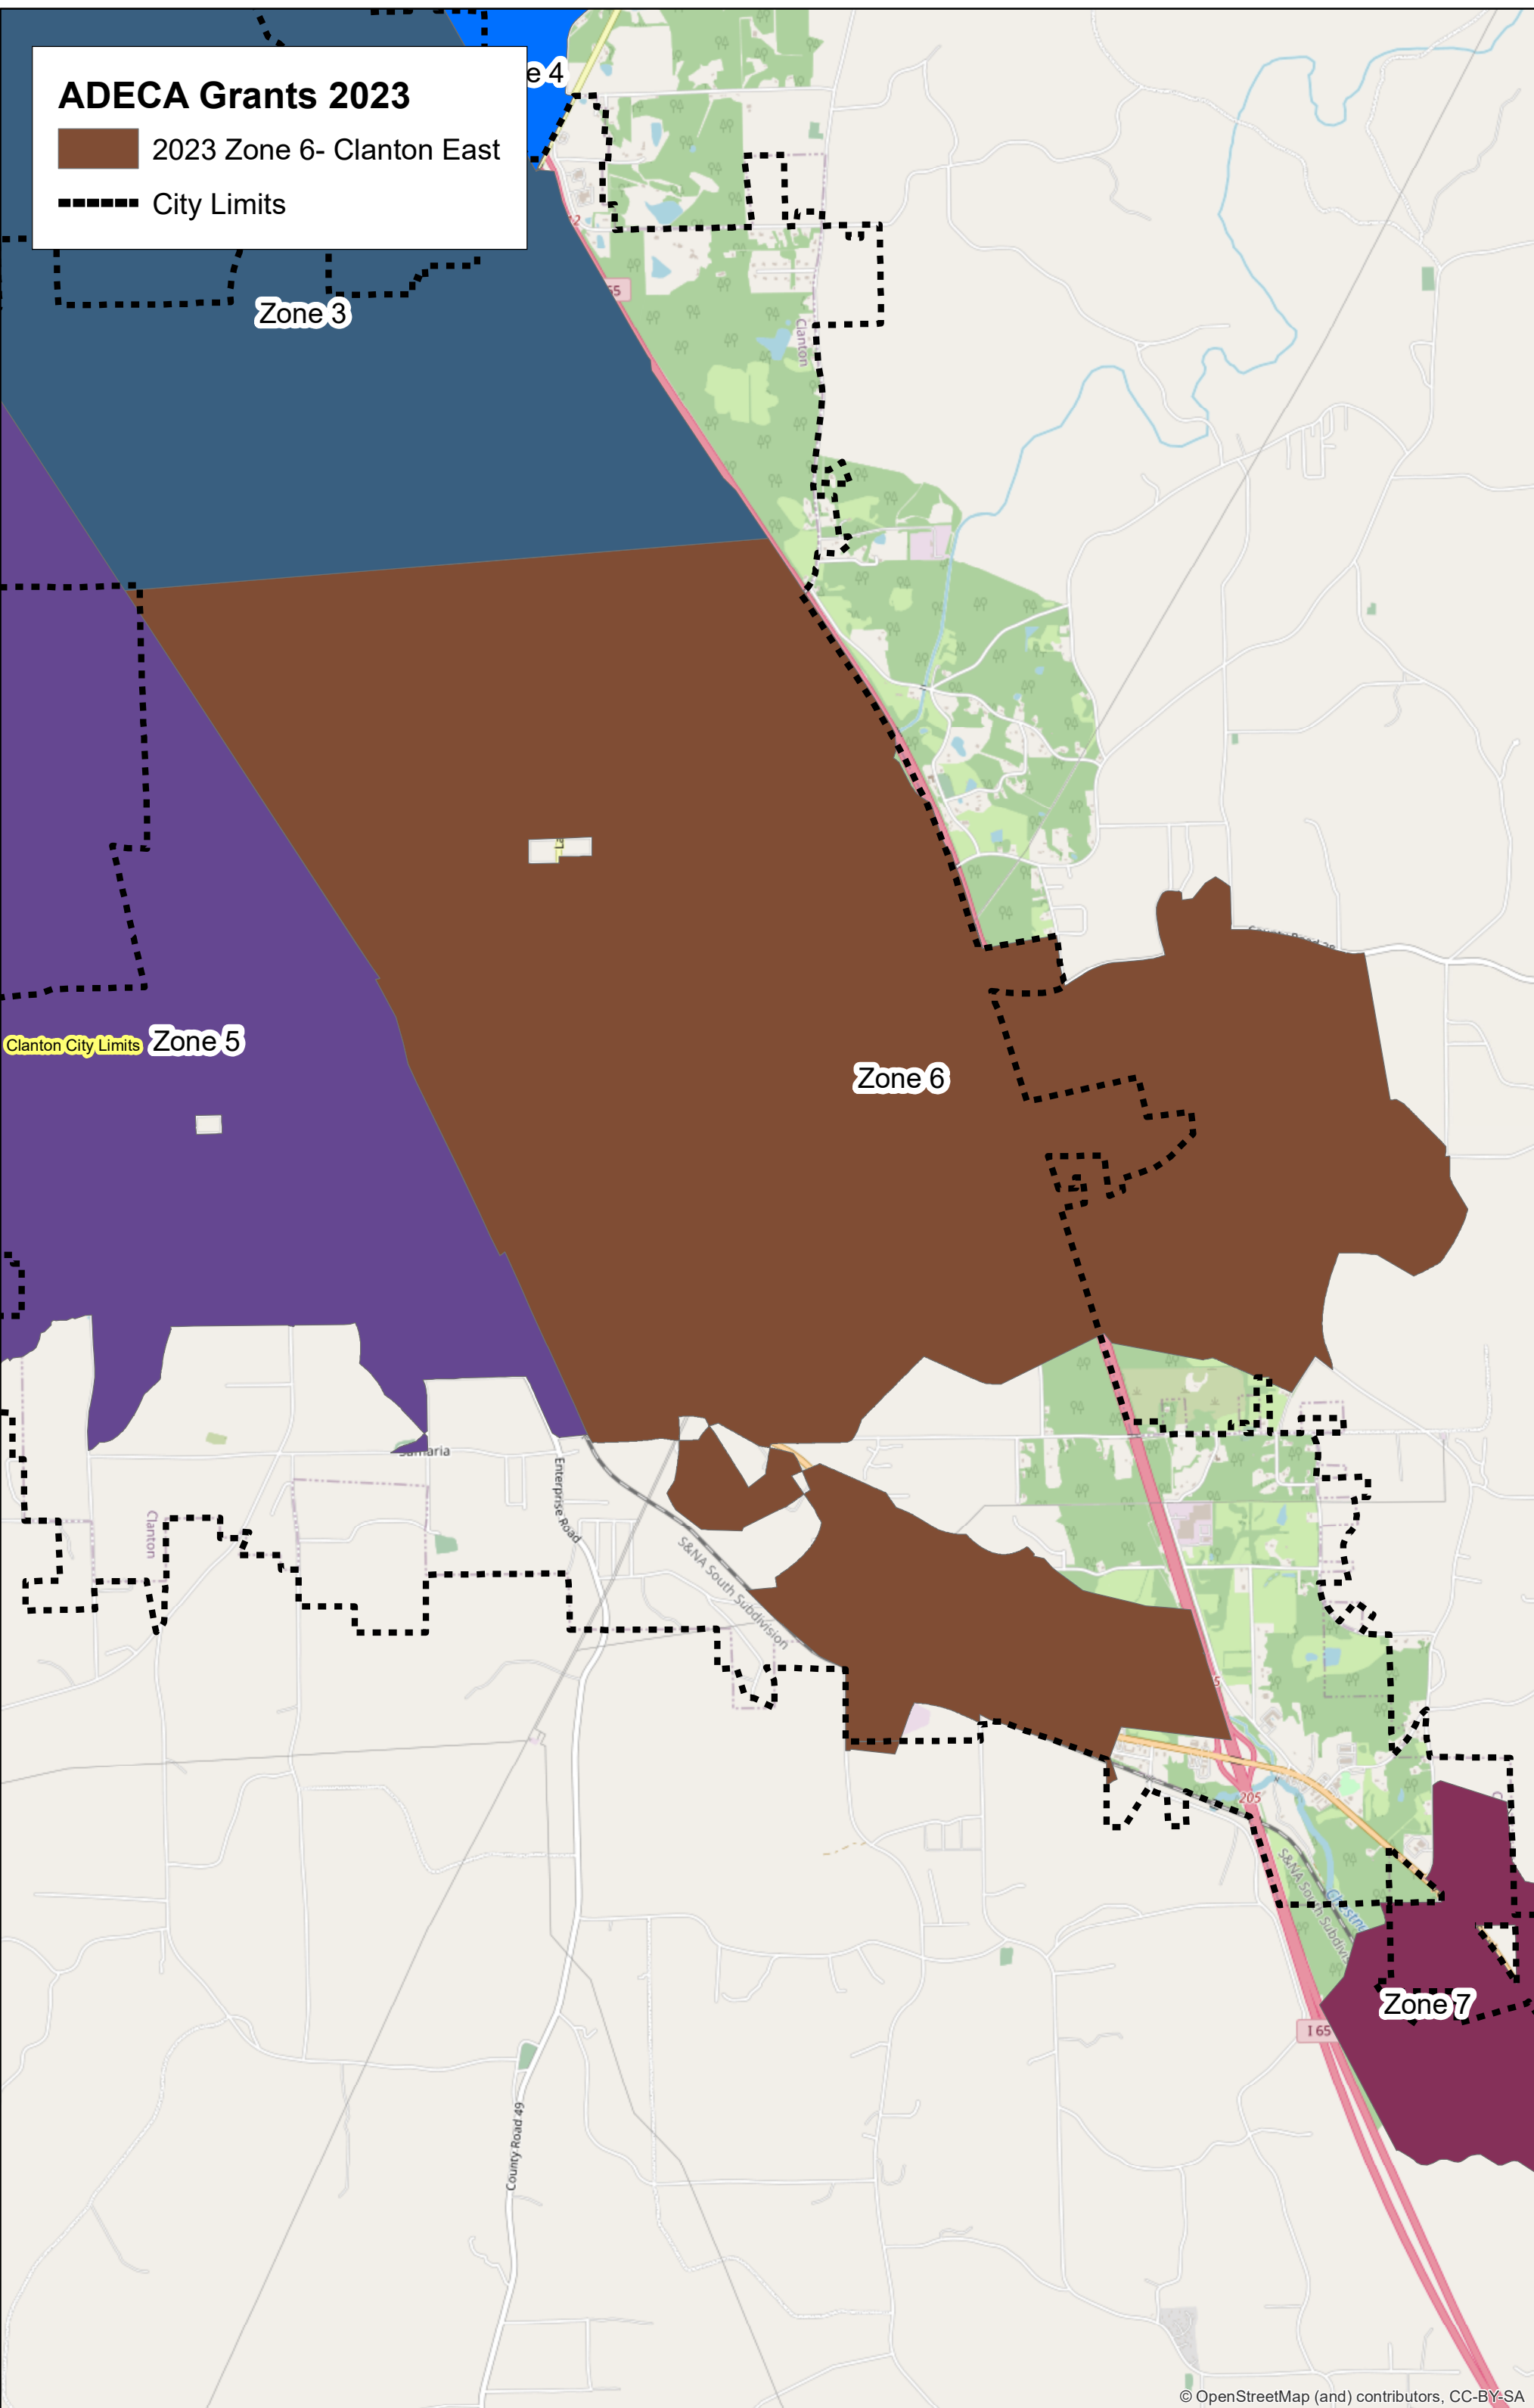 ADECA Grants 2023
2023 Zone 6- Clanton East
City Limits
e 4
Zone 3
Clanton
Zone 5
Clanton City Limits
Zone 6
Enterprise Road
Clanton
S&NA South Subdivision
205
Zone 7
I 65
County Road 49
© OpenStreetMap (and) contributors, CC-BY-SA